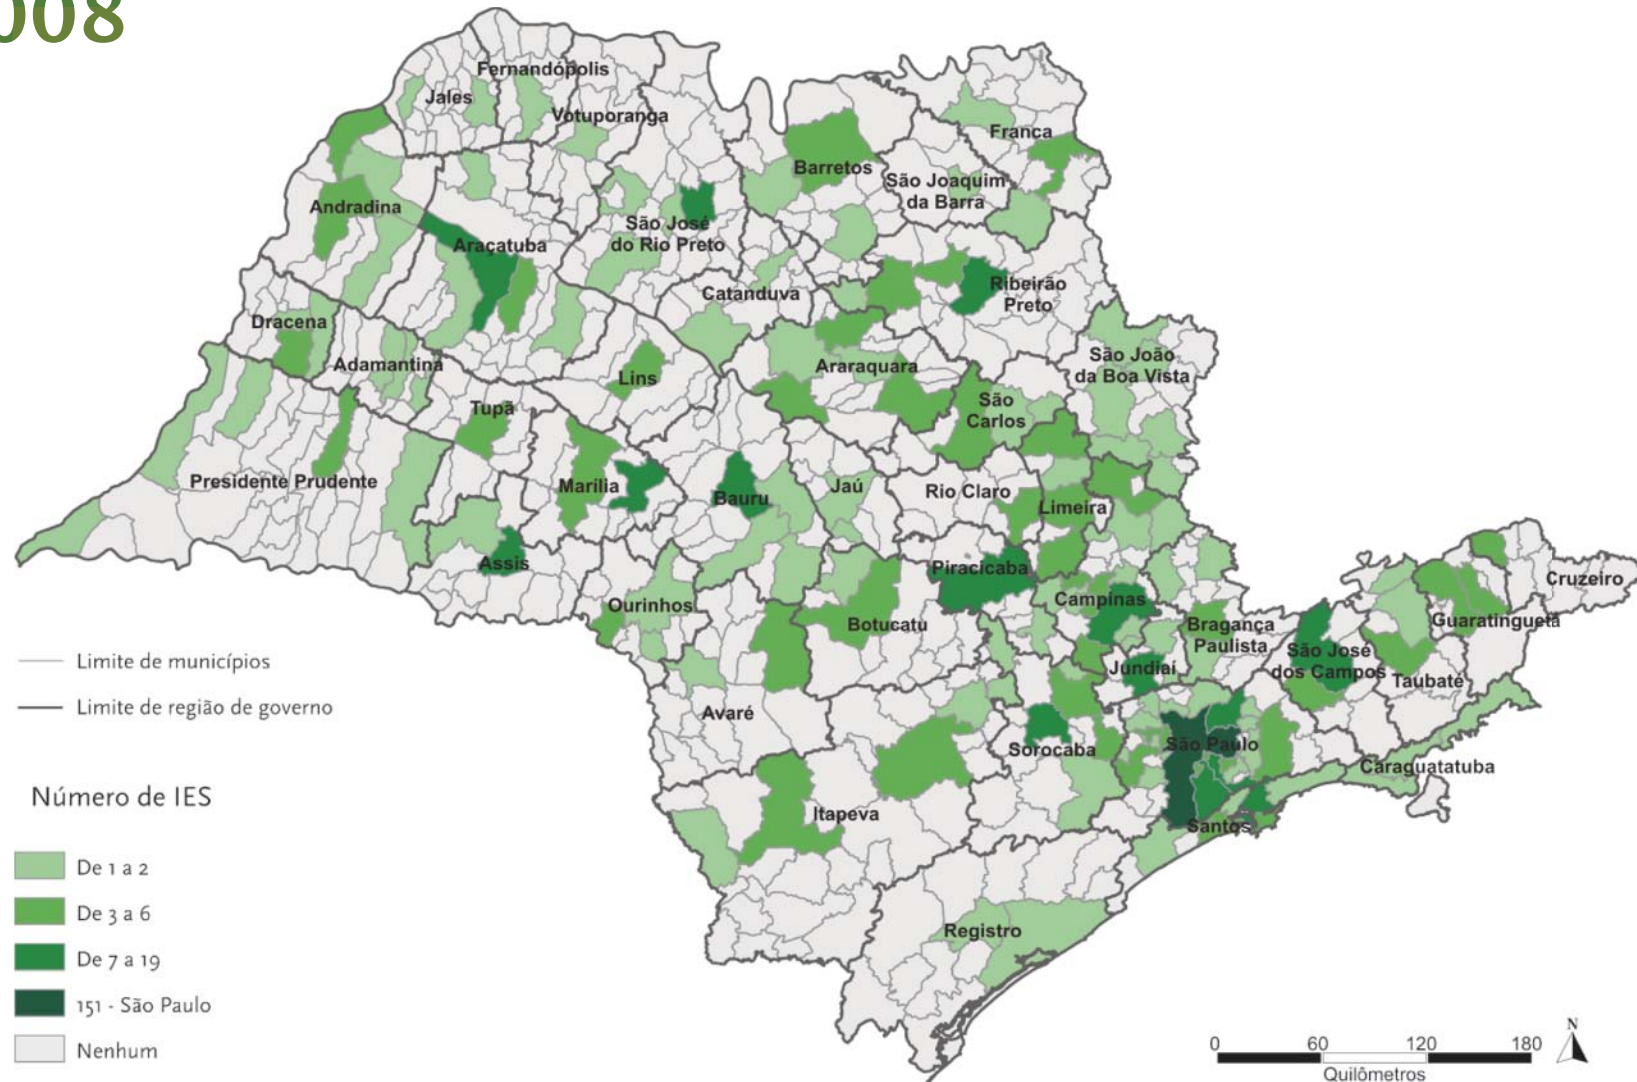 008
Fernandópolis
Jales
Votuporanga
Franca
Barretos
São Joaquim
da Barra
Andradina
São José
do Rio Preto
Araçatuba
Catanduva
Ribeirão
Preto
Dracena
Adamantina
Araraquara
São João
da Boa Vista
Lins
Tupã
São
Carlos
Presidente Prudente
Marília
Bauru
Jaú
Rio Claro
Limeira
Assis
Piracicaba
Cruzeiro
Ourinhos
Campinas
Botucatu
Bragança
Paulista
Guaratinguetá
São José
dos Campos
Jundiaí
Taubaté
Avaré
Sorocaba
São Paulo
Caraguatatuba
Itapeva
Santos
Registro
Limite de municípios
Limite de região de governo
Número de IES
De 1 a 2
De 3 a 6
De 7 a 19
151 - São Paulo
Nenhum
N
0 60 120 180
Quilômetros